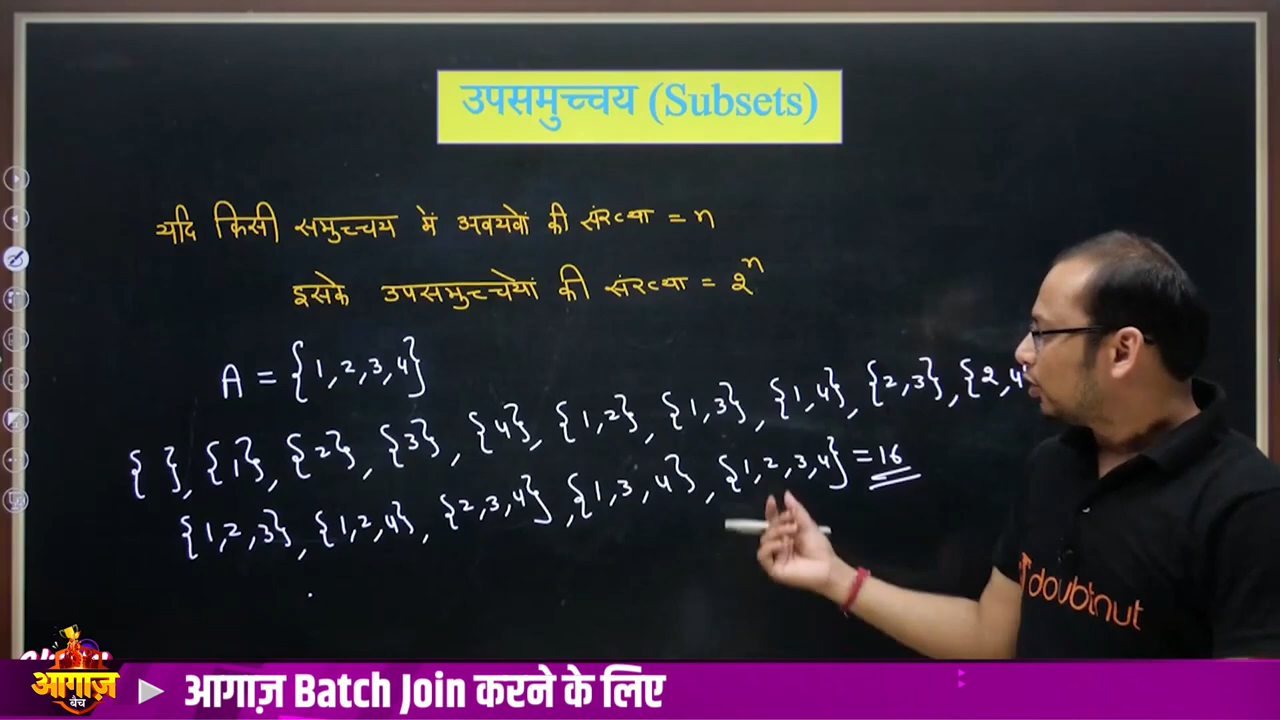 उपसमुच्चय (Subsets)
यदि किसी समुच्चय में अवयवों की संख्या = n
इसके उपसमुच्चयों की संख्या = 2^n
A = {1,2,3,4}
{ }, {1}, {2}, {3}, {4}, {1,2}, {1,3}, {1,4}, {2,3}, {2,4
{1,2,3}, {1,2,4}, {2,3,4}, {1,3,4}, {1,2,3,4} = 16
doubtnut
आगाज़ बैच
आगाज़ Batch Join करने के लिए